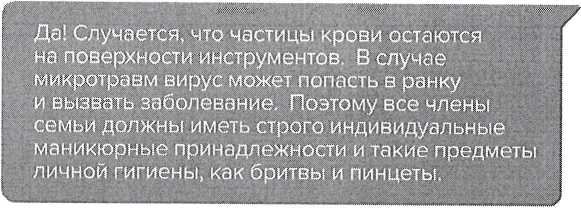 Да! Случается, что частицы крови остаются
на поверхности инструментов. В случае
микротравм вирус может попасть в ранку
и вызвать заболевание. Поэтому все члены
семьи должны иметь строго индивидуальные
маникюрные принадлежности и такие предметы
личной гигиены, как бритвы и пинцеты.